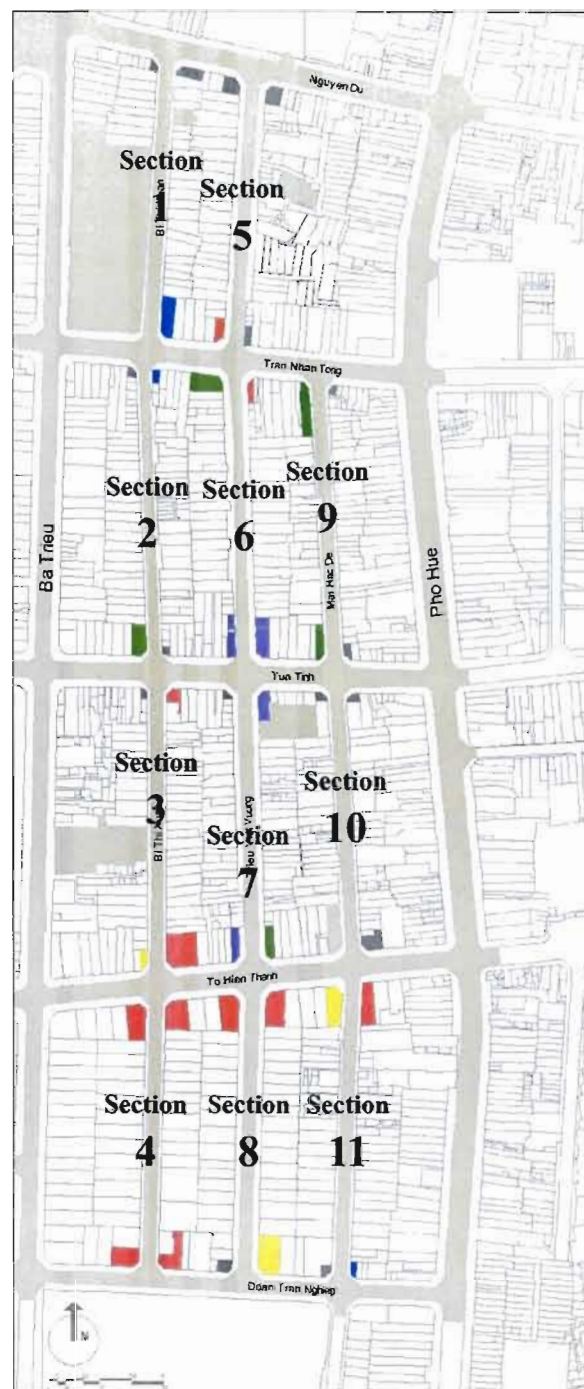 Nguyen Du
Section
1
Section
5
Tran Nhan Tong
Section
2
Section
6
Section
9
Ba Trieu
Mai Hac De
Pho Hue
Tue Tinh
Section
3
Section
7
Section
10
To Hien Thanh
Section
4
Section
8
Section
11
Doan Tran Nghiep
N